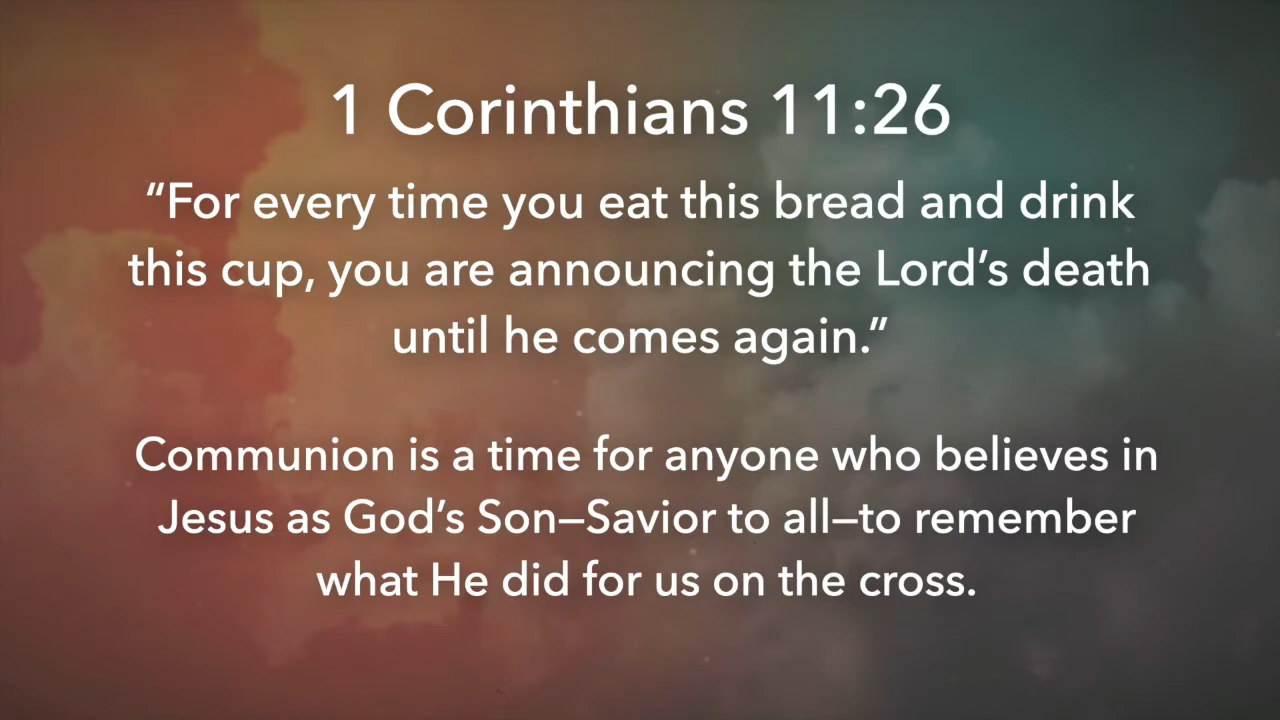 1 Corinthians 11:26
“For every time you eat this bread and drink
this cup, you are announcing the Lord’s death
until he comes again.”
Communion is a time for anyone who believes in
Jesus as God’s Son–Savior to all–to remember
what He did for us on the cross.